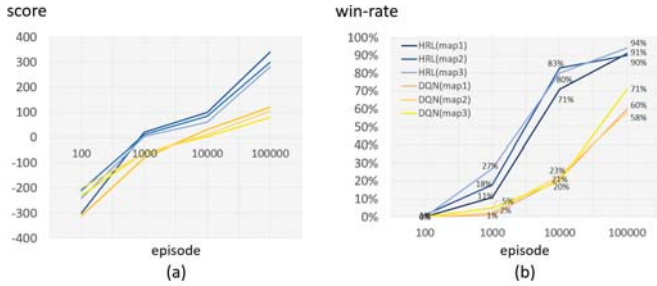 score
400
300
200
100
0
-100
-200
-300
-400
100 1000 10000 100000
episode
(a)
win-rate
100%
90%
80%
70%
60%
50%
40%
30%
20%
10%
0%
HRL(map1)
HRL(map2)
HRL(map3)
DQN(map1)
DQN(map2)
DQN(map3)
94%
91%
90%
83%
80%
71%
71%
60%
58%
27%
18%
11%
23%
21%
20%
5%
2%
1%
100 1000 10000 100000
episode
(b)